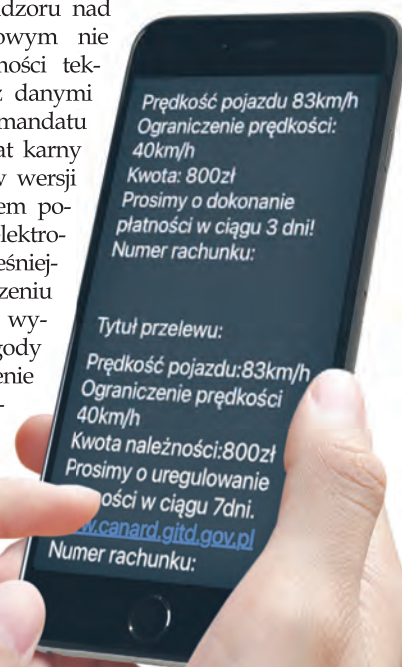 dzoru nad
owym nie
ności tek-
z danymi
mandatu
at karny
w wersji
em po-
elektro-
eśniej-
zeniu
wy-
gody
enie
-
Prędkość pojazdu 83km/h
Ograniczenie prędkości:
40km/h
Kwota: 800zł
Prosimy o dokonanie
płatności w ciągu 3 dni!
Numer rachunku:
Tytuł przelewu:
Prędkość pojazdu:83km/h
Ograniczenie prędkości
40km/h
Kwota należności:800zł
Prosimy o uregulowanie
ności w ciągu 7dni.
w.canard.gitd.gov.pl
Numer rachunku: